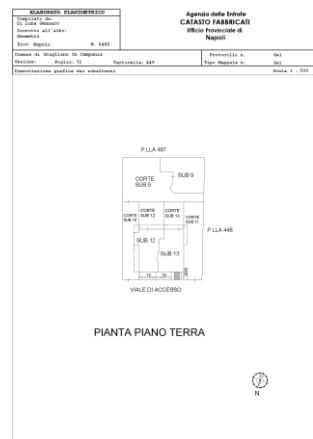 ELABORATO PLANIMETRICO
Compilato da:
Di Luna Gennaro
Iscritto all'albo:
Geometri
Prov. Napoli N. 6480
Agenzia delle Entrate
CATASTO FABBRICATI
Ufficio Provinciale di
Napoli
Comune di Giugliano In Campania
Sezione: Foglio: 72 Particella: 449
Protocollo n. del
Tipo Mappale n. del
Dimostrazione grafica dei subalterni
Scala 1 : 500
P.LLA 487
CORTE
SUB 9
SUB 9
CORTE
SUB 12
CORTE
SUB 13
CORTE
SUB 10
CORTE
SUB 11
P.LLA 448
SUB 12
SUB 13
VIALE DI ACCESSO
PIANTA PIANO TERRA
N